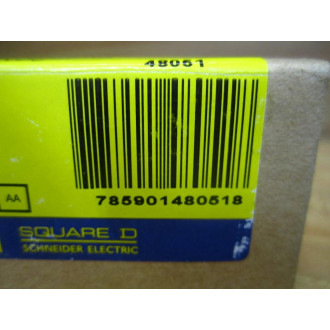 48051
785901480518
AA
SQUARE D
SCHNEIDER ELECTRIC